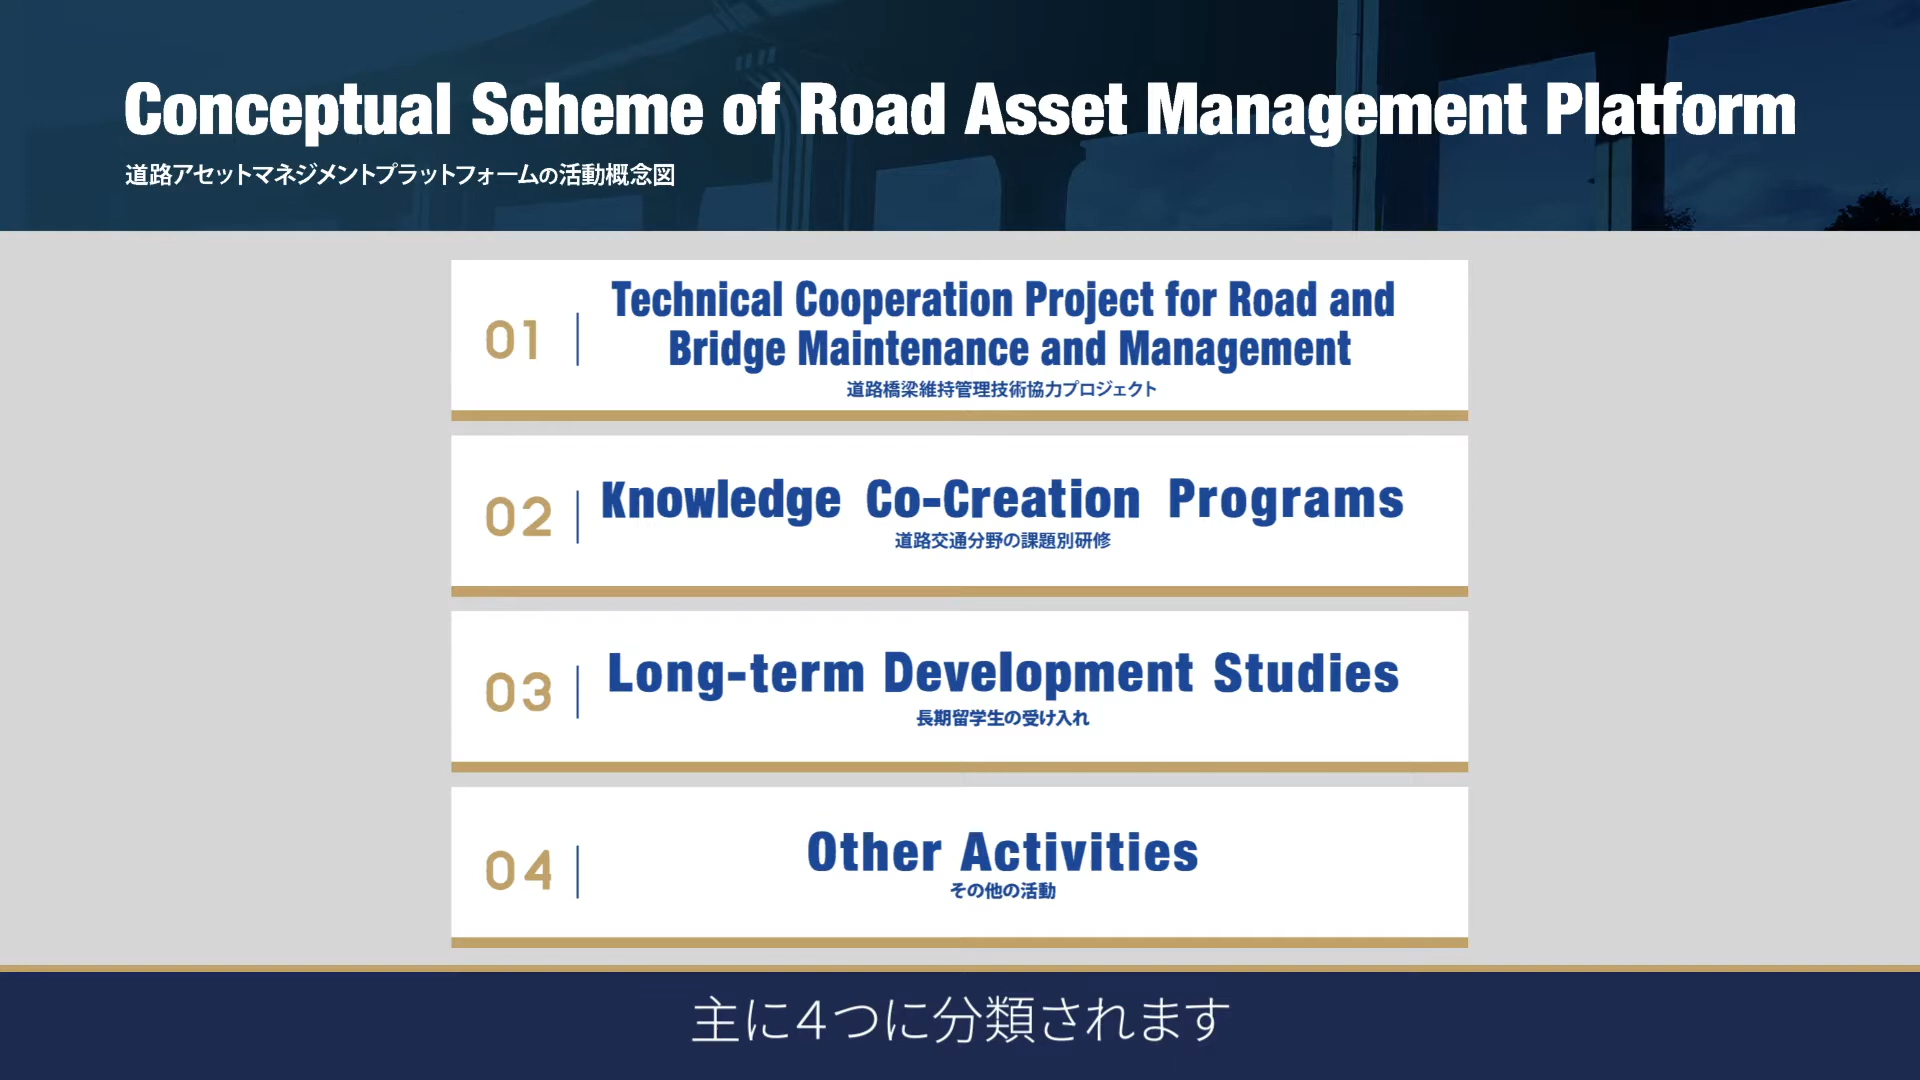 Conceptual Scheme of Road Asset Management Platform
道路アセットマネジメントプラットフォームの活動概念図
01
Technical Cooperation Project for Road and
Bridge Maintenance and Management
道路橋梁維持管理技術協力プロジェクト
02
Knowledge Co-Creation Programs
道路交通分野の課題別研修
03
Long-term Development Studies
長期留学生の受け入れ
04
Other Activities
その他の活動
主に４つに分類されます